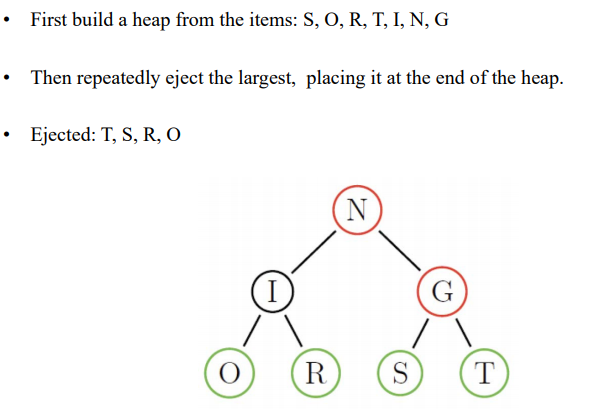 • First build a heap from the items: S, O, R, T, I, N, G
• Then repeatedly eject the largest, placing it at the end of the heap.
• Ejected: T, S, R, O
N
I G
O R S T